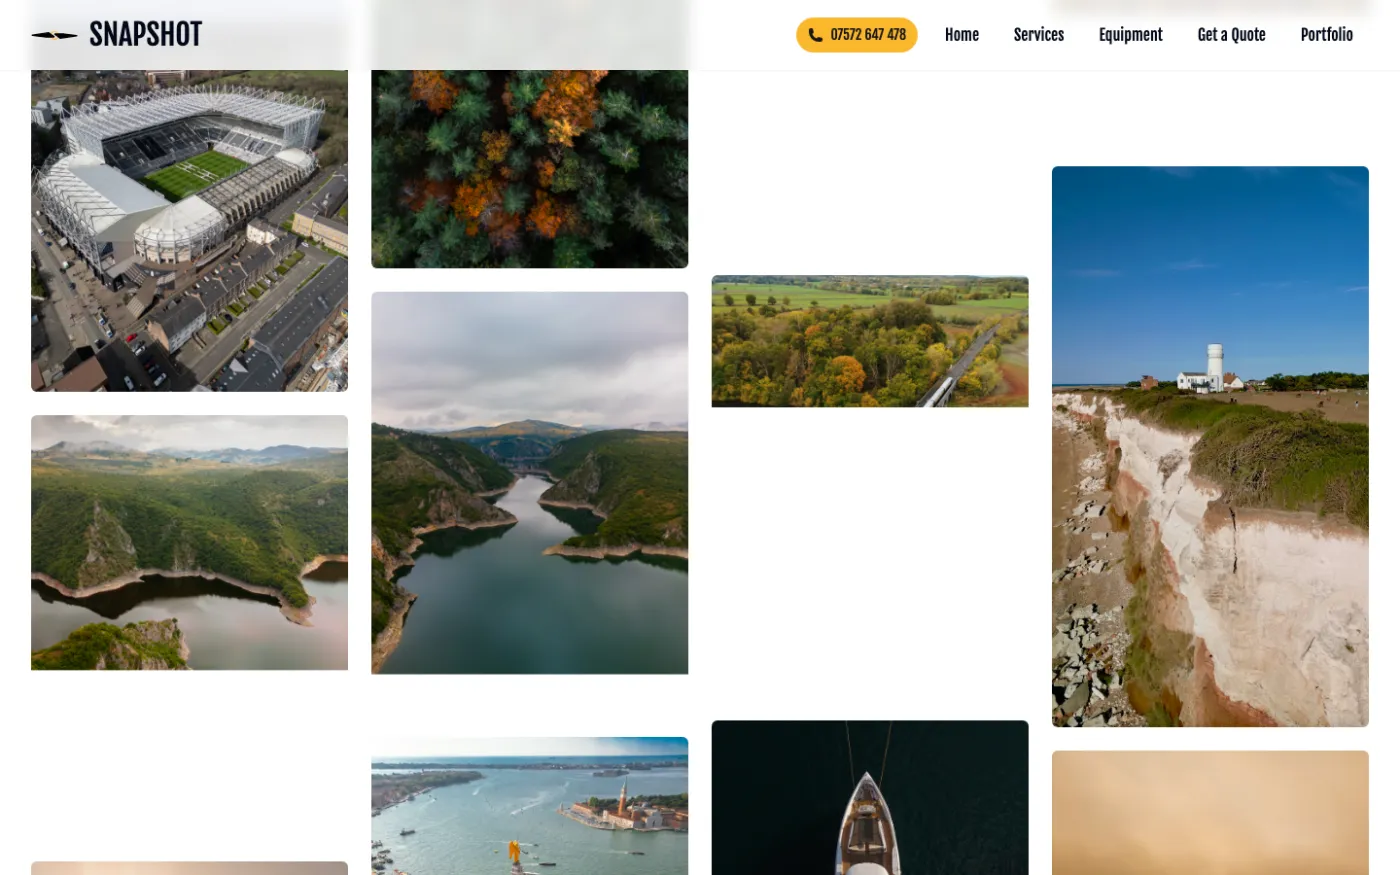 SNAPSHOT
07572 647 478
Home
Services
Equipment
Get a Quote
Portfolio